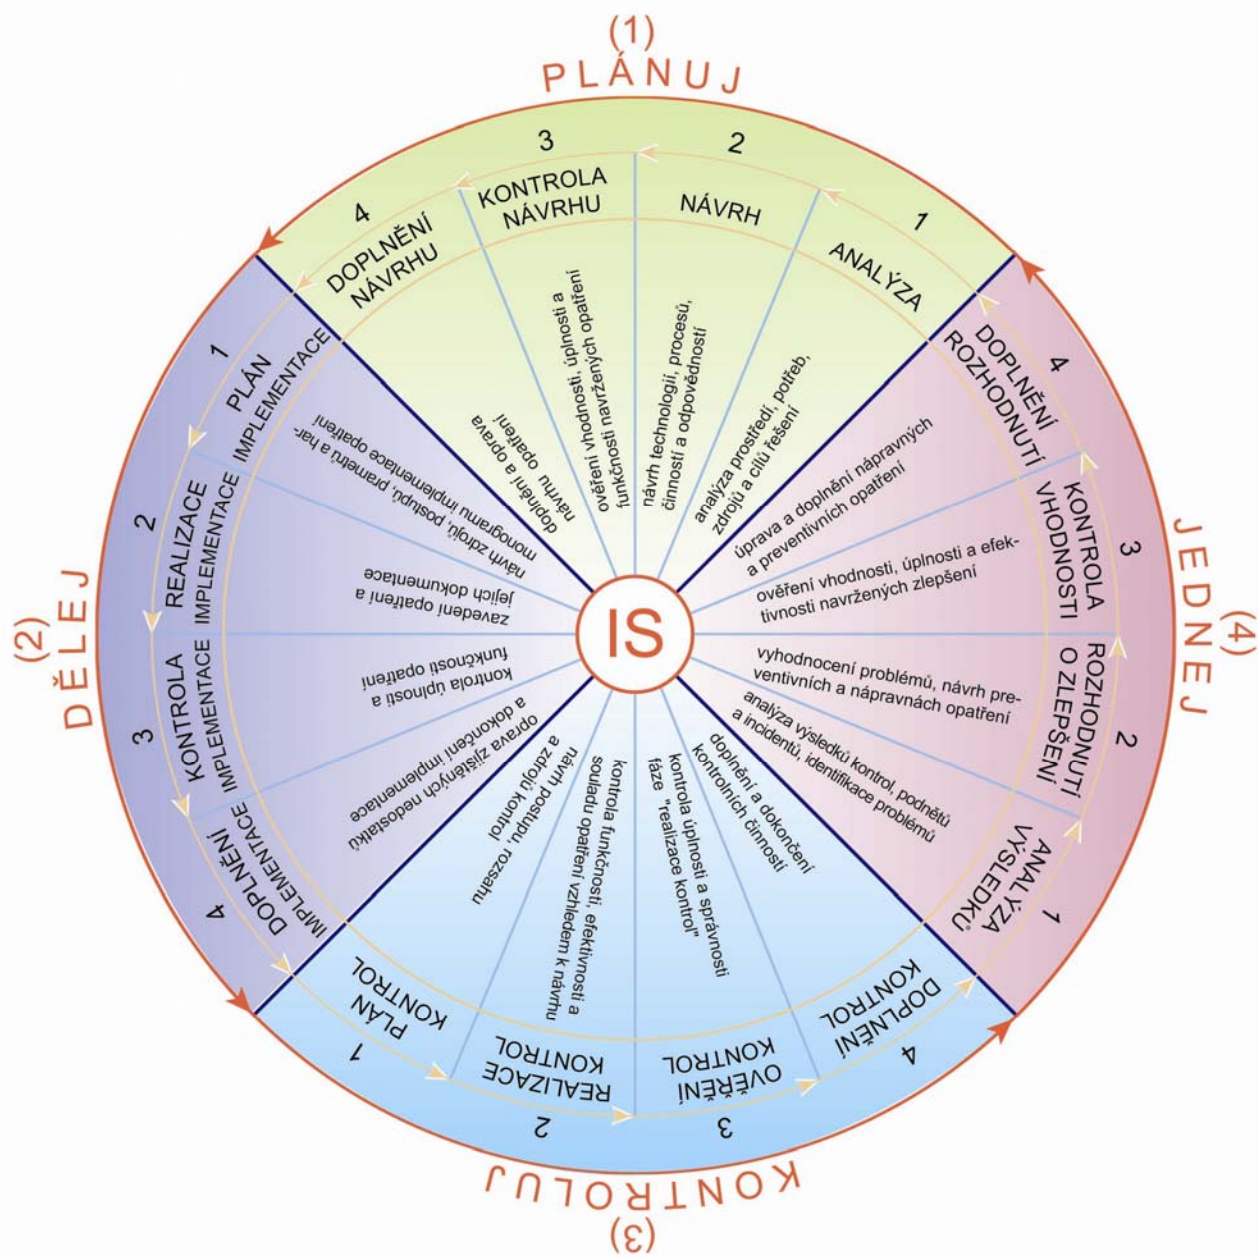 (1)
PLÁNUJ
1
ANALÝZA
analýza prostředí, potřeb,
zdrojů a cílů řešení
2
NÁVRH
návrh technologií, procesů,
činností a odpovědností
3
KONTROLA
NÁVRHU
ověření vhodnosti, úplnosti a
funkčnosti navržených opatření
4
DOPLNĚNÍ
NÁVRHU
doplnění a oprava
návrhu opatření
(2)
DĚLEJ
1
PLÁN
IMPLEMENTACE
návrh zdrojů, postupů, prametrů a har-
monogramu implementace opatření
2
REALIZACE
IMPLEMENTACE
zavedení opatření a
jejich dokumentace
3
KONTROLA
IMPLEMENTACE
kontrola úplnosti a
funkčnosti opatření
4
DOPLNĚNÍ
IMPLEMENTACE
oprava zjištěných nedostatků
a dokončení implementace
(3)
KONTROLUJ
1
PLÁN
KONTROL
návrh postupu, rozsahu
a zdrojů kontrol
2
REALIZACE
KONTROL
kontrola funkčnosti, efektivnosti a
souladu opatření vzhledem k návrhu
3
OVĚŘENÍ
KONTROL
kontrola úplnosti a správnosti
fáze "realizace kontrol"
4
DOPLNĚNÍ
KONTROL
doplnění a dokončení
kontrolních činností
(4)
JEDNEJ
1
ANALÝZA
VÝSLEDKŮ
analýza výsledků kontrol, podnětů
a incidentů, identifikace problémů
2
ROZHODNUTÍ
O ZLEPŠENÍ
vyhodnocení problémů, návrh pre-
ventivních a nápravnách opatření
3
KONTROLA
VHODNOSTI
ověření vhodnosti, úplnosti a efek-
tivnosti navržených zlepšení
4
DOPLNĚNÍ
ROZHODNUTÍ
úprava a doplnění nápravných
a preventivních opatření
IS